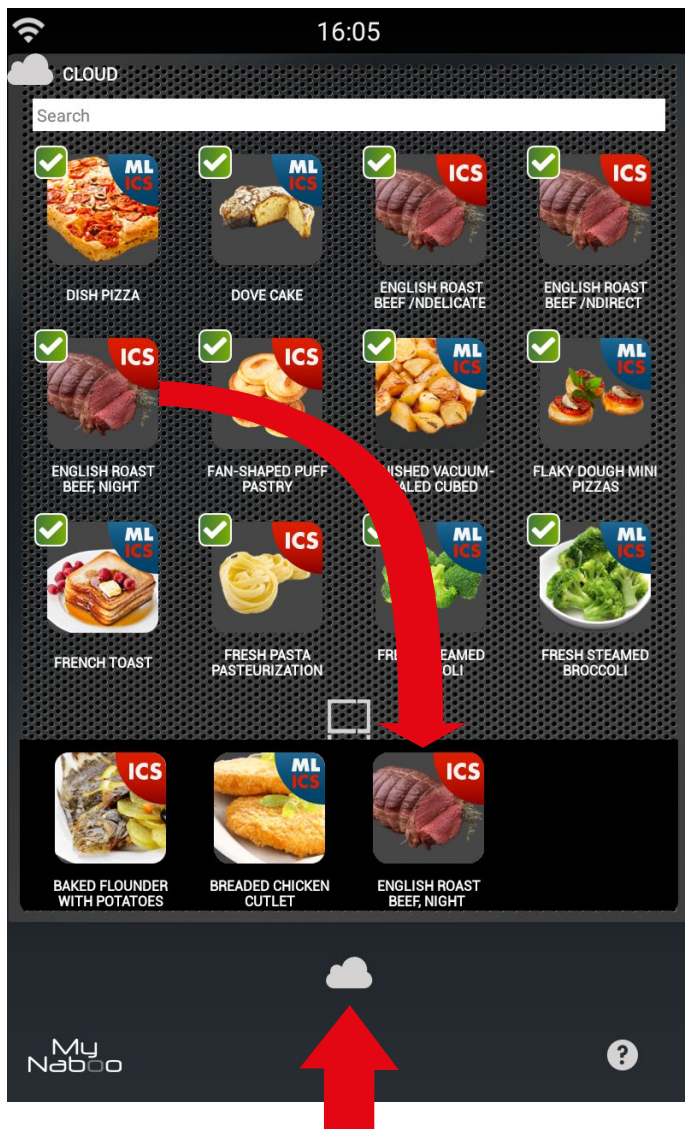 16:05
CLOUD
Search
ML
ICS
DISH PIZZA
ML
ICS
DOVE CAKE
ICS
ENGLISH ROAST
BEEF /NDELICATE
ICS
ENGLISH ROAST
BEEF /NDIRECT
ICS
ENGLISH ROAST
BEEF, NIGHT
ICS
FAN-SHAPED PUFF
PASTRY
ML
ICS
VACUUM-
CUBED
ML
ICS
FLAKY DOUGH MINI
PIZZAS
ML
ICS
FRENCH TOAST
ICS
FRESH PASTA
PASTEURIZATION
ML
ICS
ML
ICS
FRESH STEAMED
BROCCOLI
ICS
BAKED FLOUNDER
WITH POTATOES
ML
ICS
BREADED CHICKEN
CUTLET
ICS
ENGLISH ROAST
BEEF, NIGHT
My
Naboo
?